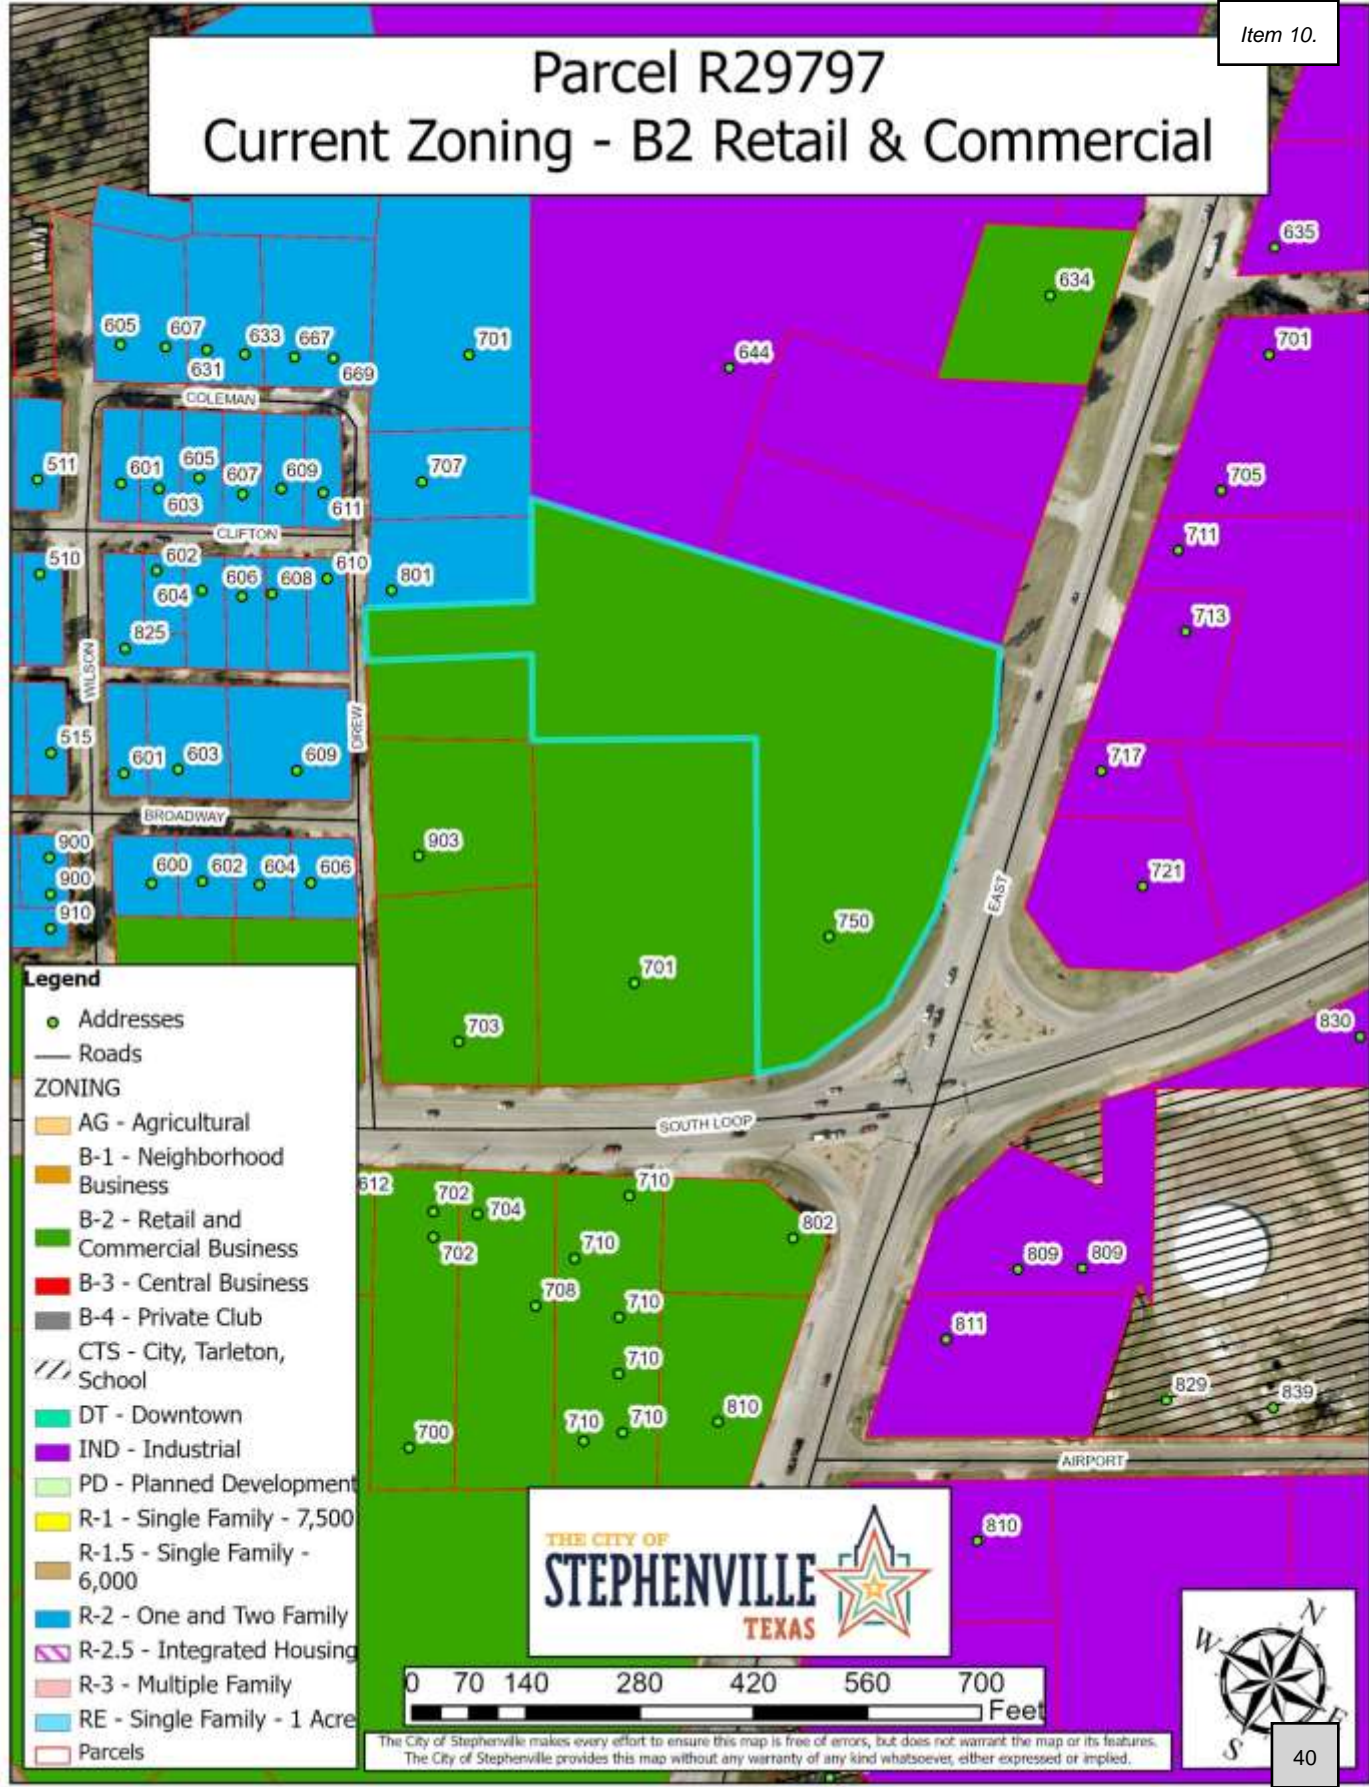 Item 10.
Parcel R29797
Current Zoning - B2 Retail & Commercial
635
634
605
607
633
667
701
644
701
631
669
COLEMAN
511
601
605
607
609
707
705
603
611
CLIFTON
711
510
602
606
608
610
801
604
713
825
WILSON
DREW
515
601
603
609
717
BROADWAY
900
903
600
602
604
606
721
900
EAST
910
750
701
703
830
SOUTH LOOP
612
702
704
710
802
702
710
809
809
708
710
811
710
829
839
700
710
710
810
AIRPORT
810
Legend
Addresses
Roads
ZONING
AG - Agricultural
B-1 - Neighborhood
Business
B-2 - Retail and
Commercial Business
B-3 - Central Business
B-4 - Private Club
CTS - City, Tarleton,
School
DT - Downtown
IND - Industrial
PD - Planned Development
R-1 - Single Family - 7,500
R-1.5 - Single Family -
6,000
R-2 - One and Two Family
R-2.5 - Integrated Housing
R-3 - Multiple Family
RE - Single Family - 1 Acre
Parcels
THE CITY OF
STEPHENVILLE
TEXAS
0 70 140 280 420 560 700
Feet
The City of Stephenville makes every effort to ensure this map is free of errors, but does not warrant the map or its features.
The City of Stephenville provides this map without any warranty of any kind whatsoever, either expressed or implied.
N
W
E
S
40